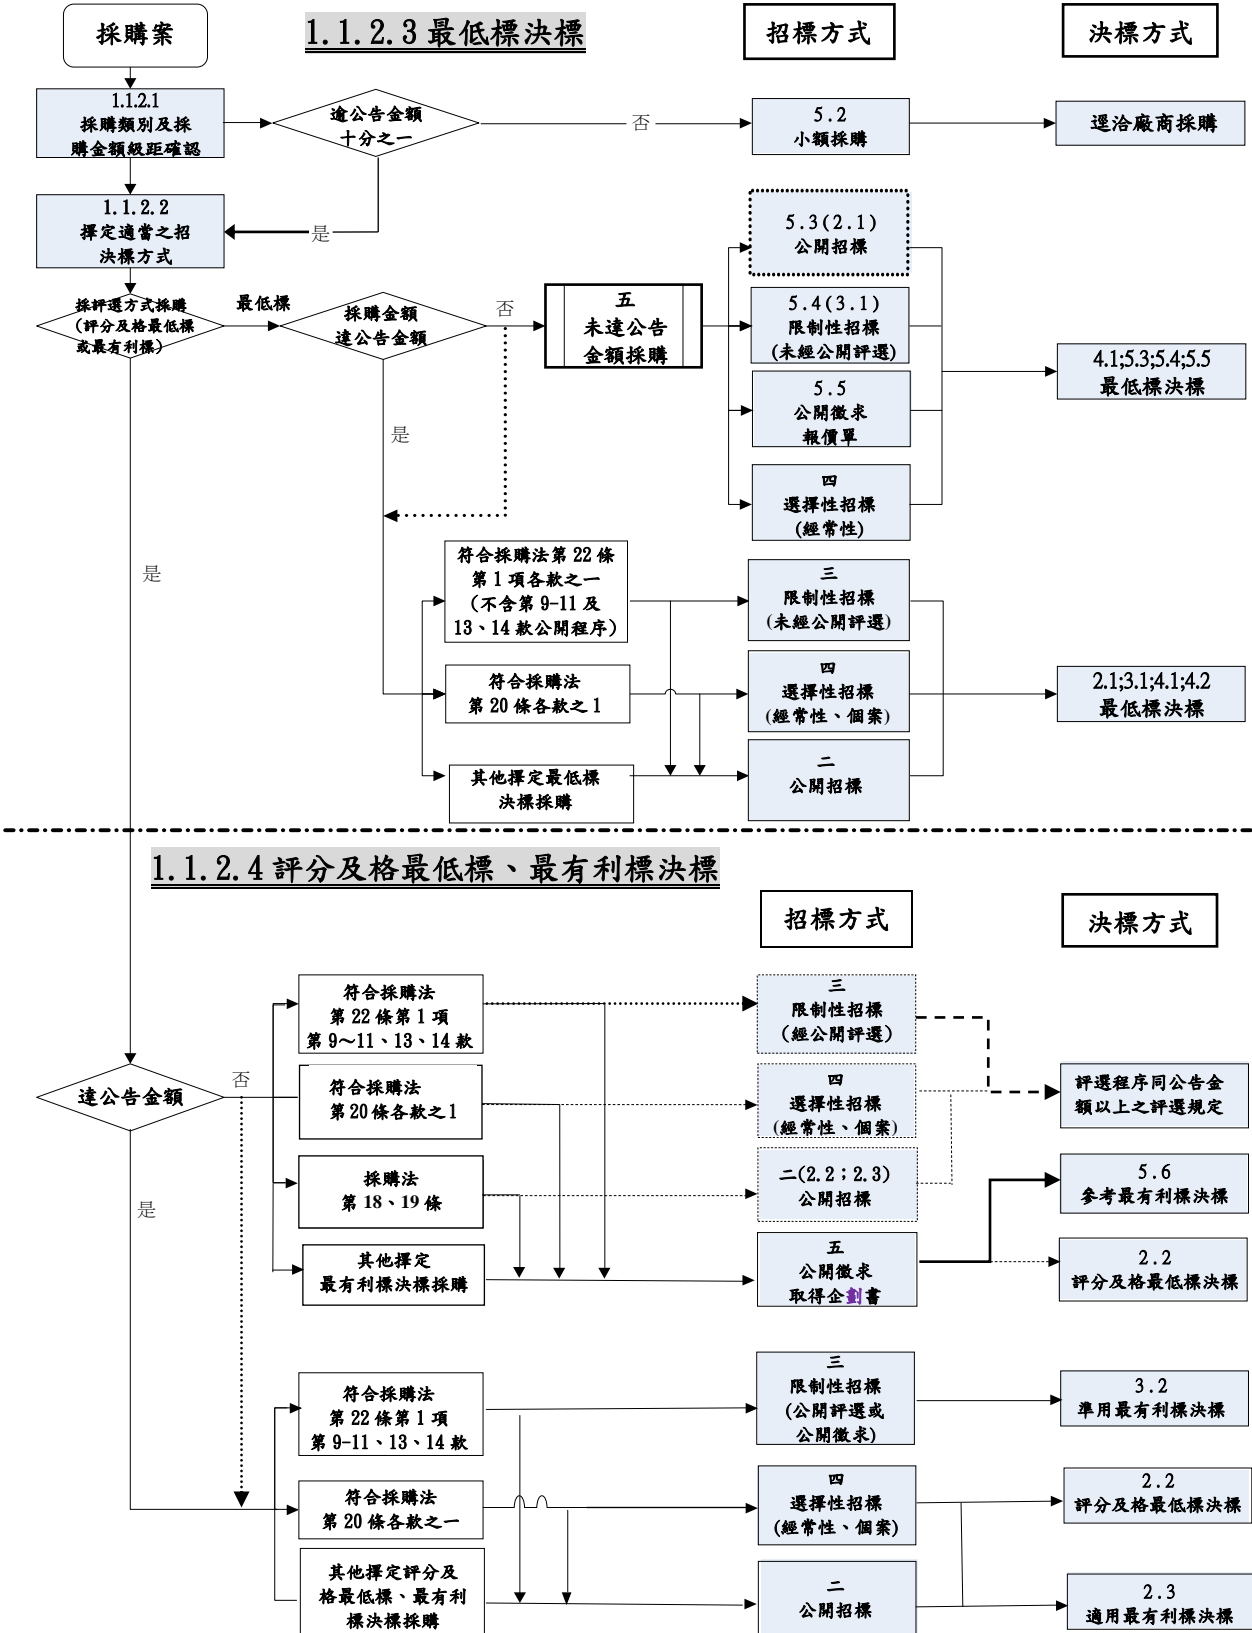 採購案
1.1.2.3 最低標決標
招標方式
決標方式
1.1.2.1
採購類別及採
購金額級距確認
逾公告金額
十分之一
否
5.2
小額採購
逕洽廠商採購
1.1.2.2
擇定適當之招
決標方式
是
5.3(2.1)
公開招標
採評選方式採購
(評分及格最低標
或最有利標)
最低標
採購金額
達公告金額
否
五
未達公告
金額採購
5.4(3.1)
限制性招標
(未經公開評選)
4.1;5.3;5.4;5.5
最低標決標
5.5
公開徵求
報價單
是
四
選擇性招標
(經常性)
是
符合採購法第 22 條
第 1 項各款之一
(不含第 9-11 及
13、14 款公開程序)
三
限制性招標
(未經公開評選)
符合採購法
第 20 條各款之 1
四
選擇性招標
(經常性、個案)
2.1;3.1;4.1;4.2
最低標決標
其他擇定最低標
決標採購
二
公開招標
1.1.2.4 評分及格最低標、最有利標決標
招標方式
決標方式
符合採購法
第 22 條第 1 項
第 9～11、13、14 款
三
限制性招標
(經公開評選)
達公告金額
否
符合採購法
第 20 條各款之 1
四
選擇性招標
(經常性、個案)
評選程序同公告金
額以上之評選規定
採購法
第 18、19 條
二(2.2；2.3)
公開招標
5.6
參考最有利標決標
是
其他擇定
最有利標決標採購
五
公開徵求
取得企劃書
2.2
評分及格最低標決標
符合採購法
第 22 條第 1 項
第 9-11、13、14 款
三
限制性招標
(公開評選或
公開徵求)
3.2
準用最有利標決標
符合採購法
第 20 條各款之一
四
選擇性招標
(經常性、個案)
2.2
評分及格最低標決標
其他擇定評分及
格最低標、最有利
標決標採購
二
公開招標
2.3
適用最有利標決標